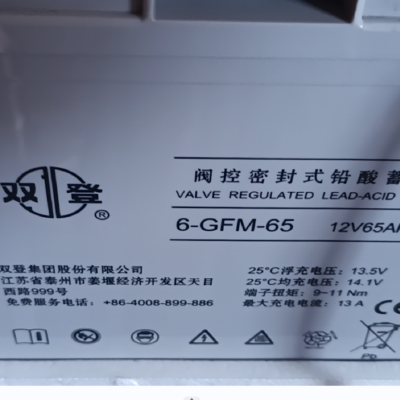 双登®
阀控密封式铅酸蓄
VALVE REGULATED LEAD-ACID
6-GFM-65 12V65Ah
双登集团股份有限公司
江苏省泰州市姜堰经济开发区天目
西路999号
免费服务电话：+86-4008-899-886
25°C浮充电压：13.5V
25°C均充电压：14.1V
端子扭矩：9~11 Nm
最大充电电流：13 A
Pb